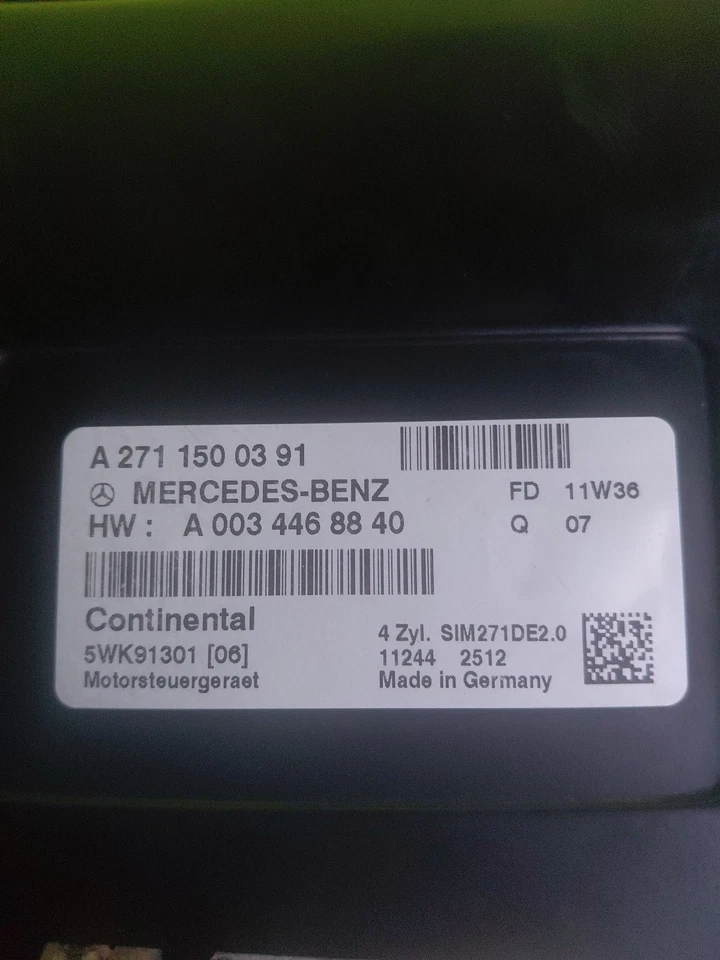 A 271 150 03 91
MERCEDES-BENZ FD 11W36
HW : A 003 446 88 40 Q 07
Continental
4 Zyl. SIM271DE2.0
5WK91301 [06] 11244 2512
Motorsteuergeraet Made in Germany